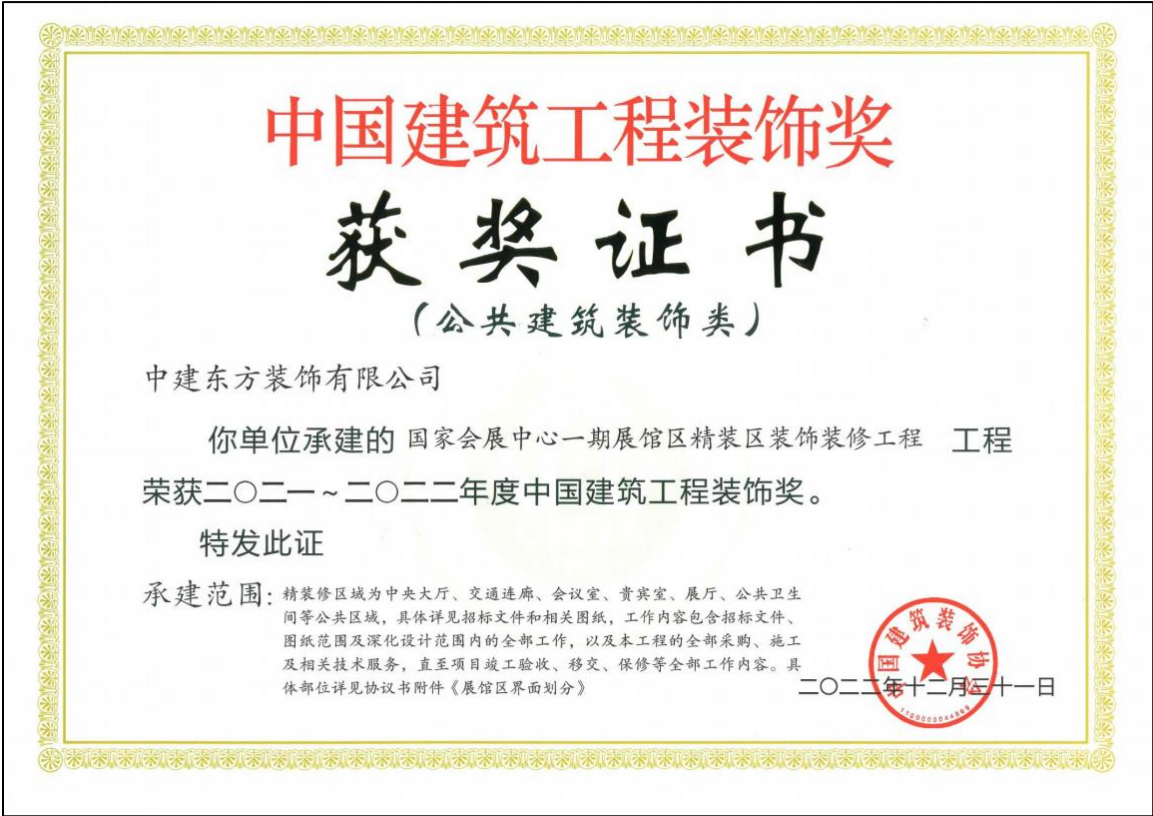 中国建筑工程装饰奖
获奖证书
(公共建筑装饰类)
中建东方装饰有限公司
你单位承建的 国家会展中心一期展馆区精装区装饰装修工程 工程
荣获二〇二一~二〇二二年度中国建筑工程装饰奖。
特发此证
承建范围:精装修区域为中央大厅、交通连廊、会议室、贵宾室、展厅、公共卫生
间等公共区域，具体详见招标文件和相关图纸，工作内容包含招标文件、
图纸范围及深化设计范围内的全部工作，以及本工程的全部采购、施工
及相关技术服务，直至项目竣工验收、移交、保修等全部工作内容。具
体部位详见协议书附件《展馆区界面划分》
中国建筑装饰协会
二〇二二年十二月三十一日